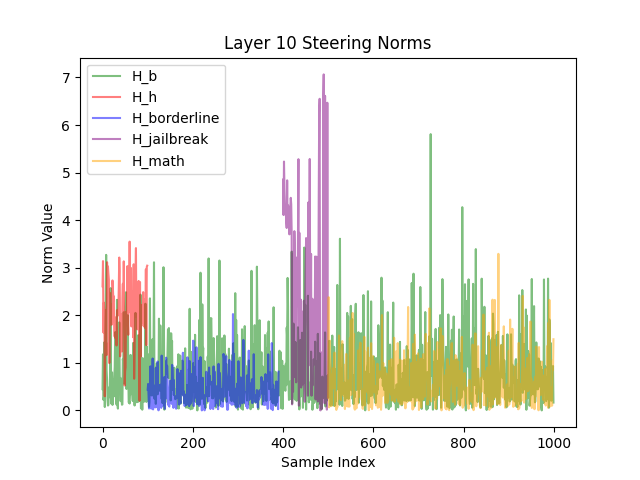 Layer 10 Steering Norms
H_b
H_h
H_borderline
H_jailbreak
H_math
Norm Value
7
6
5
4
3
2
1
0
0
200
400
600
800
1000
Sample Index